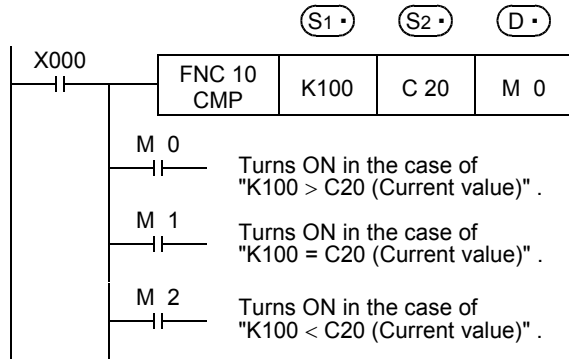 S1 · S2 · D ·
X000
FNC 10
CMP
K100
C 20
M 0
M 0
Turns ON in the case of
"K100 > C20 (Current value)" .
M 1
Turns ON in the case of
"K100 = C20 (Current value)" .
M 2
Turns ON in the case of
"K100 < C20 (Current value)" .